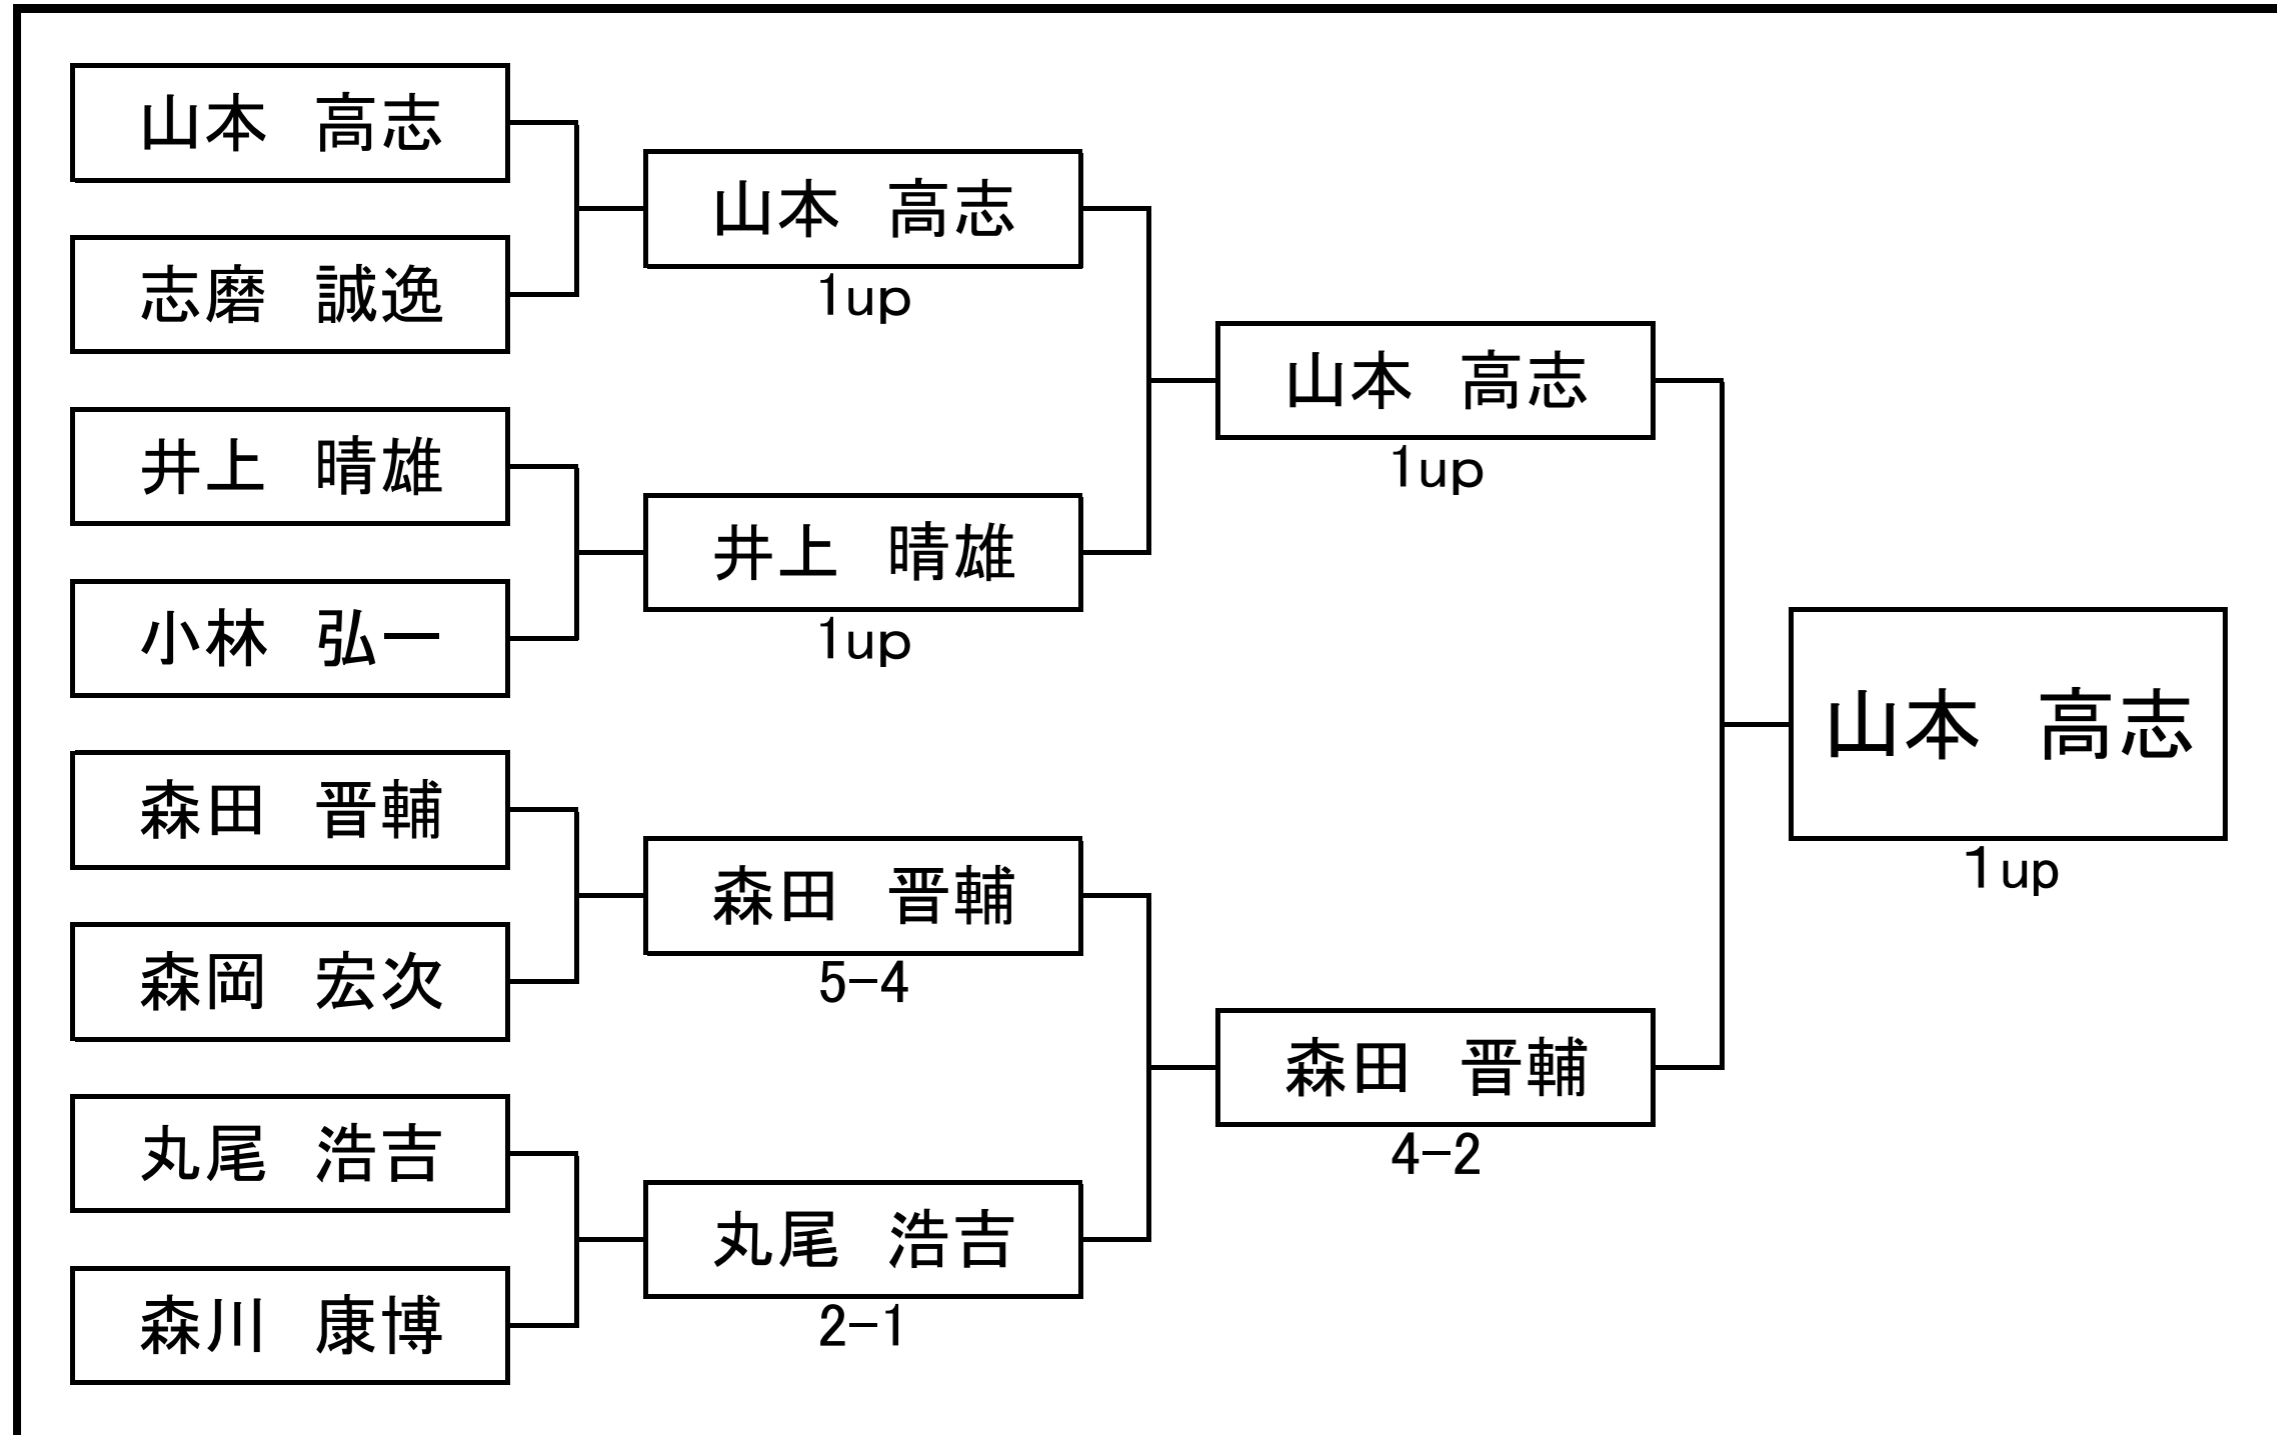 山本　高志
志磨　誠逸
井上　晴雄
小林　弘一
森田　晋輔
森岡　宏次
丸尾　浩吉
森川　康博
山本　高志
1up
井上　晴雄
1up
森田　晋輔
5-4
丸尾　浩吉
2-1
山本　高志
1up
森田　晋輔
4-2
山本　高志
1up